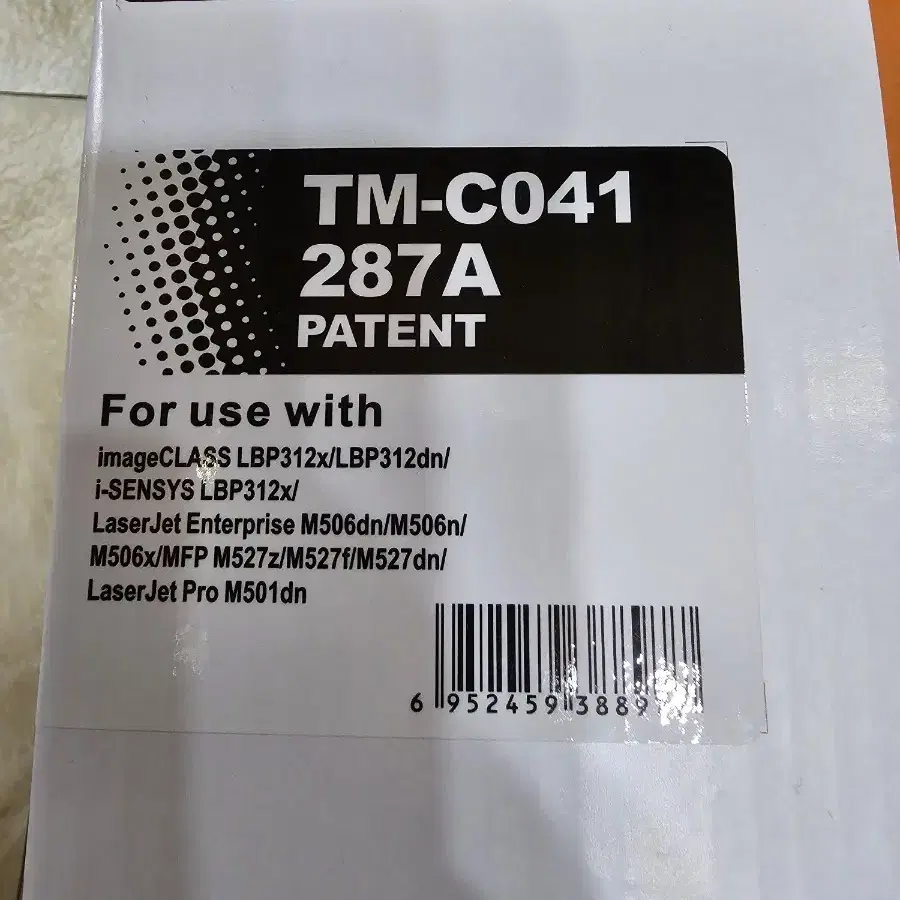 TM-C041
287A
PATENT
For use with
imageCLASS LBP312x/LBP312dn/
i-SENSYS LBP312x/
LaserJet Enterprise M506dn/M506n/
M506x/MFP M527z/M527f/M527dn/
LaserJet Pro M501dn
6 952459 3889